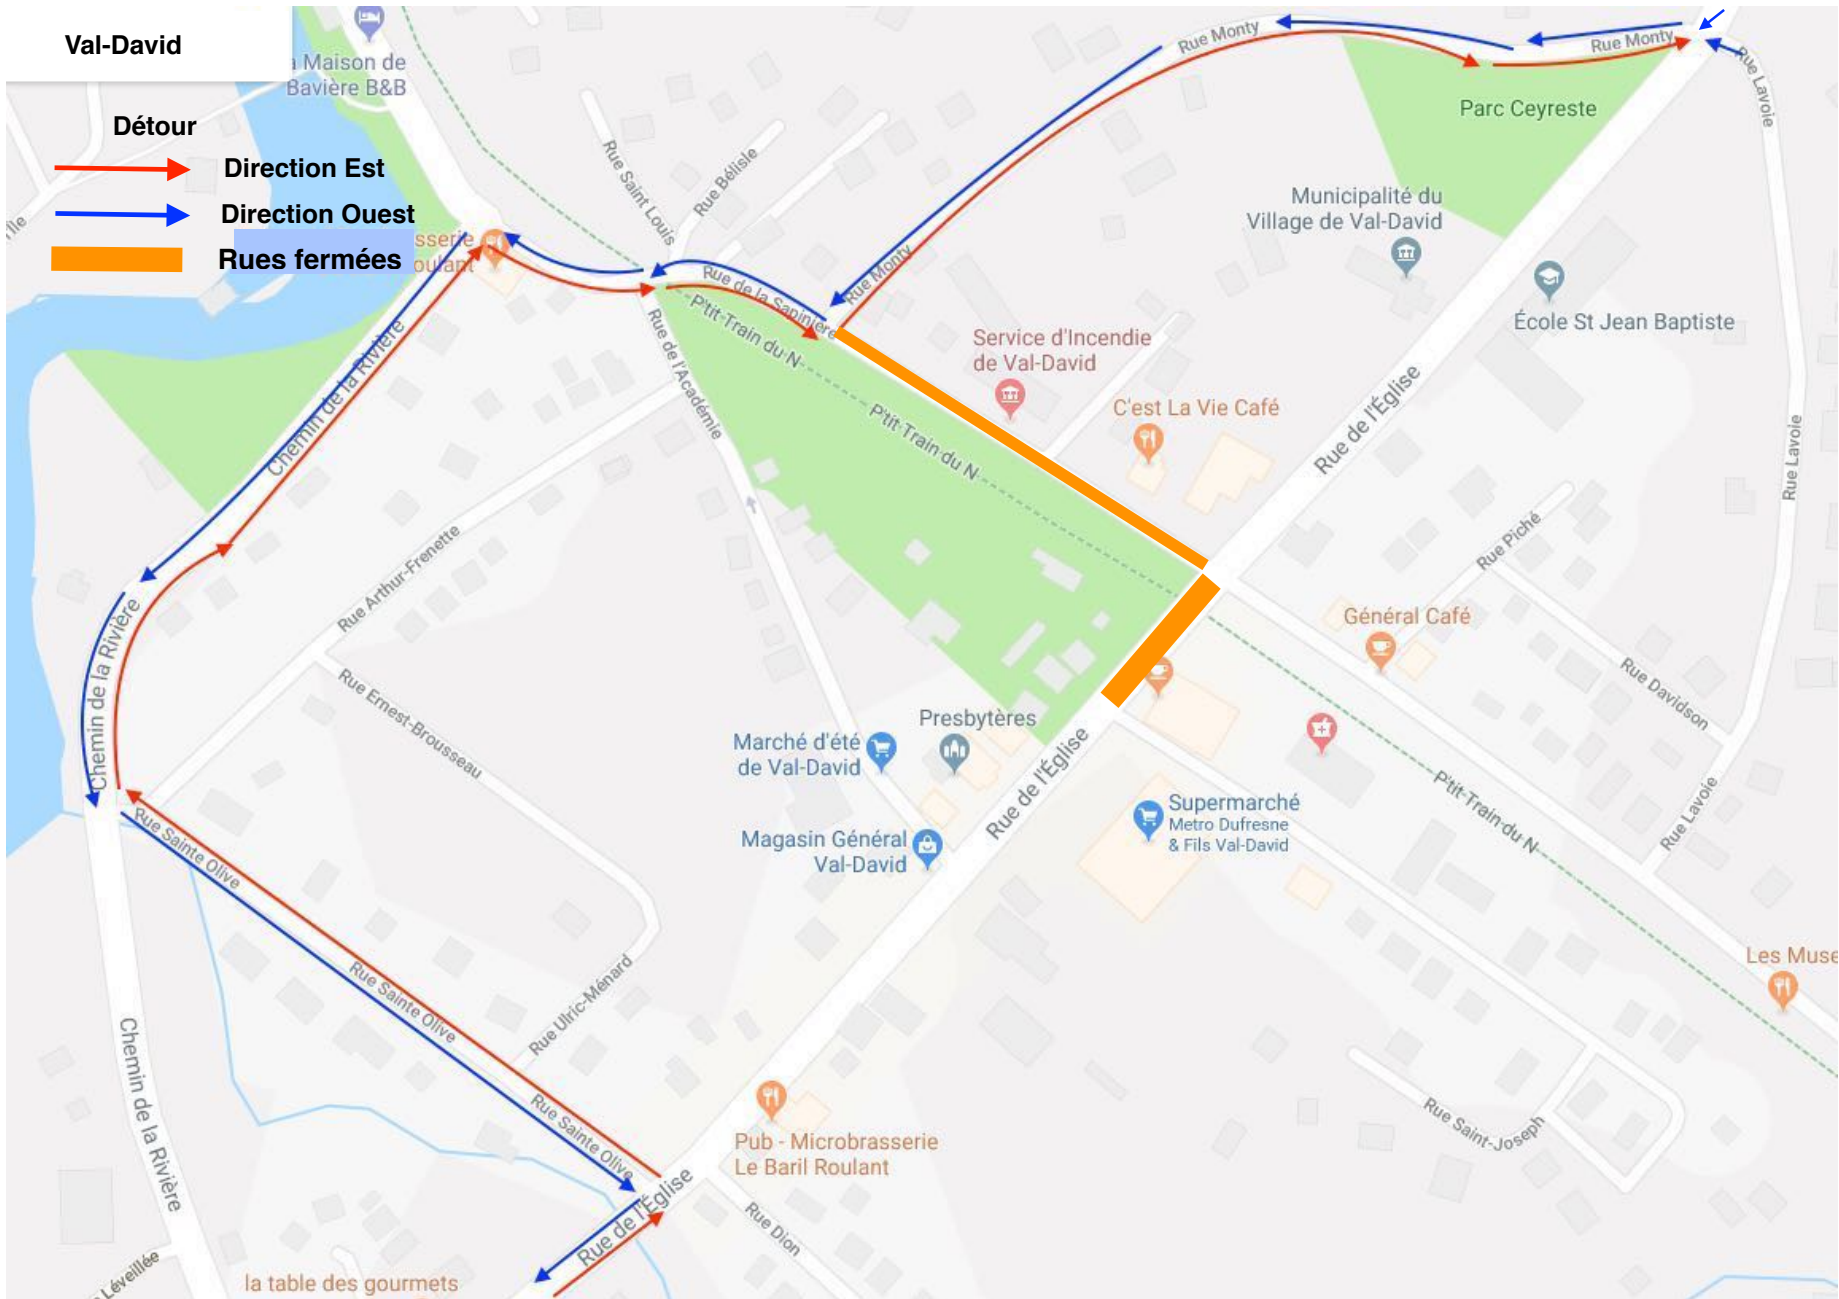 Val-David
Maison de
Bavière B&B
Détour
Direction Est
Direction Ouest
Rues fermées
Rue Monty
Rue Monty
Rue Lavoie
Parc Ceyreste
Rue Saint Louis
Rue Bélisle
Municipalité du
Village de Val-David
Rue Monty
Rue de la Sapinière
P'tit Train du N
École St Jean Baptiste
Service d'Incendie
de Val-David
Chemin de la Rivière
Rue de l'Académie
C'est La Vie Café
Rue de l'Église
P'tit Train du N
Rue Lavoie
Rue Piché
Rue Arthur-Frenette
Général Café
Chemin de la Rivière
Rue Davidson
Rue Ernest-Brousseau
Presbytères
Marché d'été
de Val-David
Rue de l'Église
P'tit Train du N
Rue Lavoie
Supermarché
Metro Dufresne
& Fils Val-David
Magasin Général
Val-David
Rue Sainte Olive
Les Muse
Rue Sainte Olive
Rue Ulric-Ménard
Chemin de la Rivière
Rue Sainte Olive
Rue Saint-Joseph
Pub - Microbrasserie
Le Baril Roulant
Rue de l'Église
Rue Dion
Léveillée
la table des gourmets